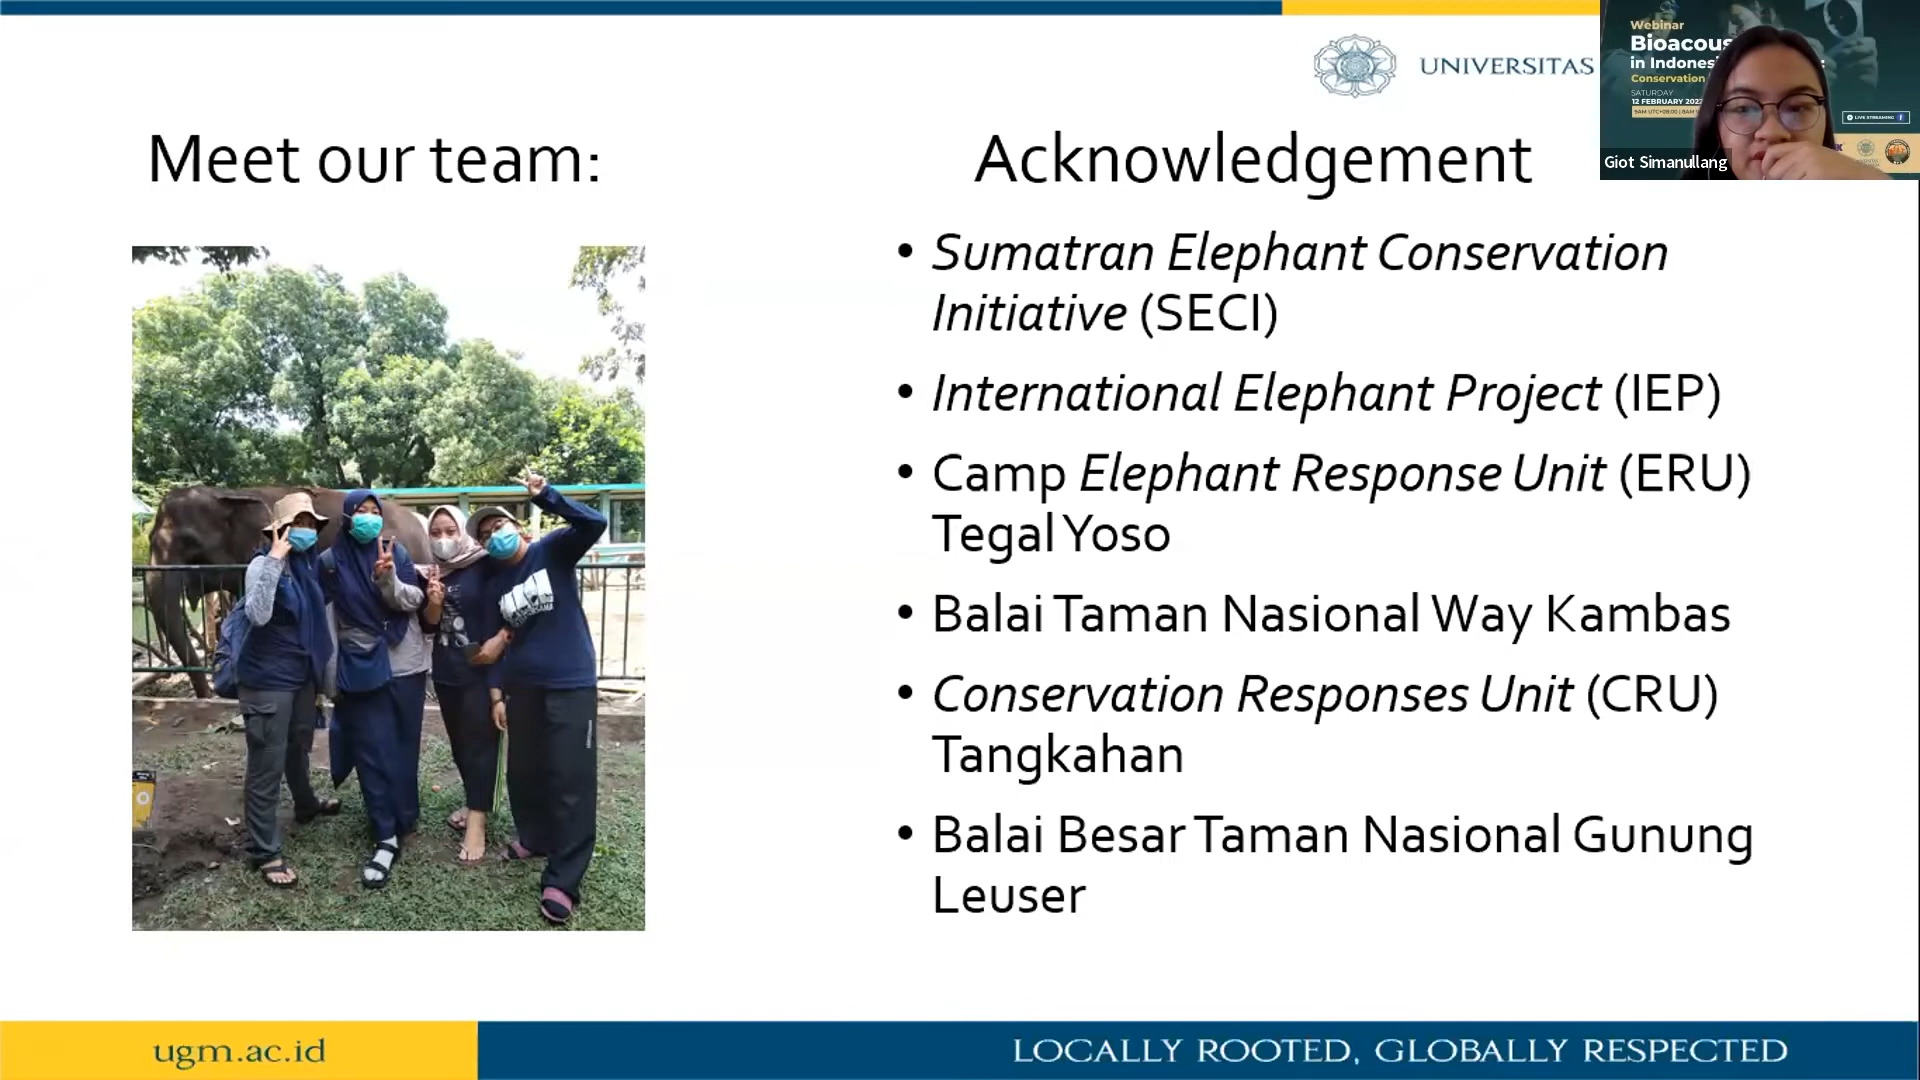 UNIVERSITAS
Webinar
Bioacous
in Indones
Conservation
SATURDAY
12 FEBRUARY 2022
LIVE STREAMING
Giot Simanullang
Meet our team:
Acknowledgement
• Sumatran Elephant Conservation
Initiative (SECI)
• International Elephant Project (IEP)
• Camp Elephant Response Unit (ERU)
Tegal Yoso
• Balai Taman Nasional Way Kambas
• Conservation Responses Unit (CRU)
Tangkahan
• Balai Besar Taman Nasional Gunung
Leuser
ugm.ac.id
LOCALLY ROOTED, GLOBALLY RESPECTED